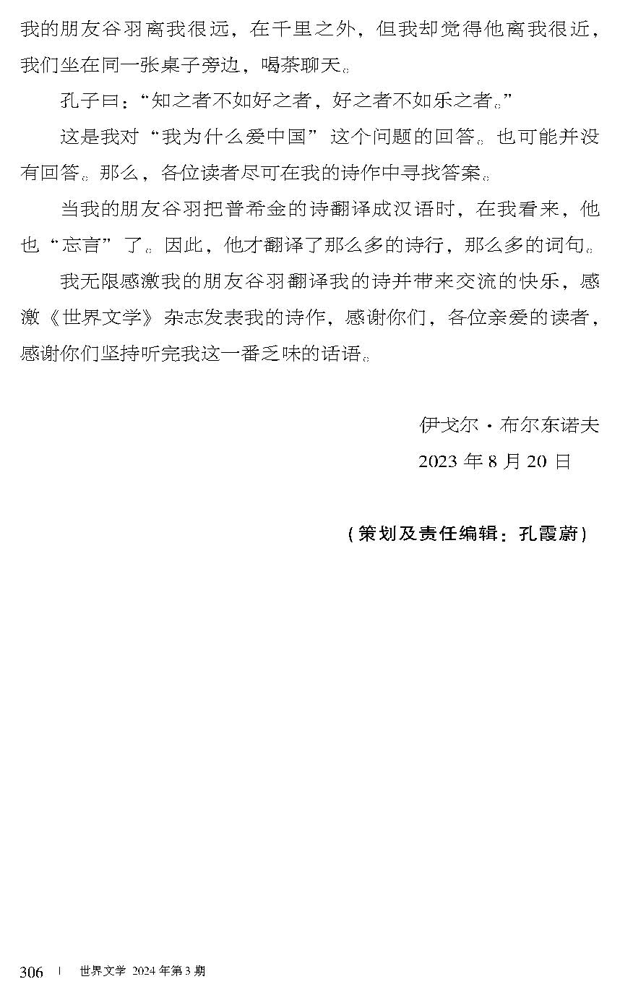 我的朋友谷羽离我很远，在千里之外，但我却觉得他离我很近，
我们坐在同一张桌子旁边，喝茶聊天。
孔子曰：“知之者不如好之者，好之者不如乐之者。”
这是我对“我为什么爱中国”这个问题的回答。也可能并没
有回答。那么，各位读者尽可在我的诗作中寻找答案。
当我的朋友谷羽把普希金的诗翻译成汉语时，在我看来，他
也“忘言”了。因此，他才翻译了那么多的诗行，那么多的词句。
我无限感激我的朋友谷羽翻译我的诗并带来交流的快乐，感
激《世界文学》杂志发表我的诗作，感谢你们，各位亲爱的读者，
感谢你们坚持听完我这一番乏味的话语。
伊戈尔·布尔东诺夫
2023 年 8 月 20 日
(策划及责任编辑：孔霞蔚)
306 | 世界文学 2024 年第 3 期